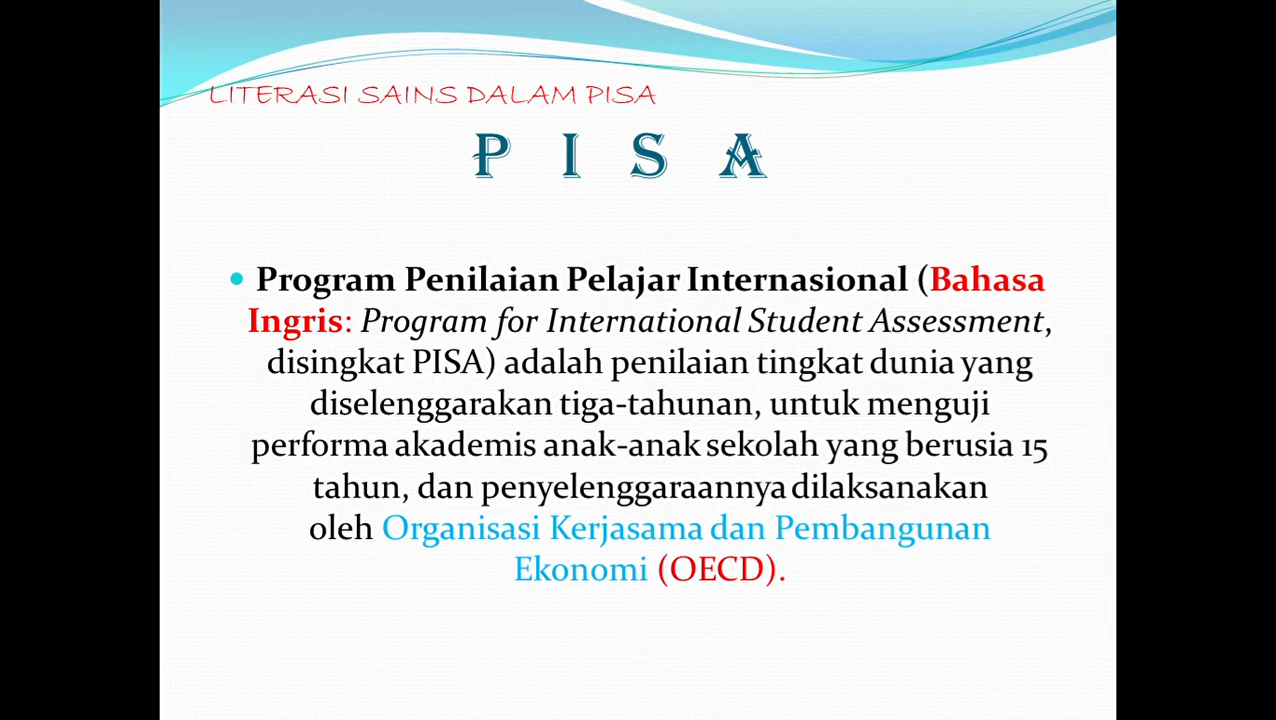 LITERASI SAINS DALAM PISA
P I S A
• Program Penilaian Pelajar Internasional (Bahasa
Ingris: Program for International Student Assessment,
disingkat PISA) adalah penilaian tingkat dunia yang
diselenggarakan tiga-tahunan, untuk menguji
performa akademis anak-anak sekolah yang berusia 15
tahun, dan penyelenggaraannya dilaksanakan
oleh Organisasi Kerjasama dan Pembangunan
Ekonomi (OECD).